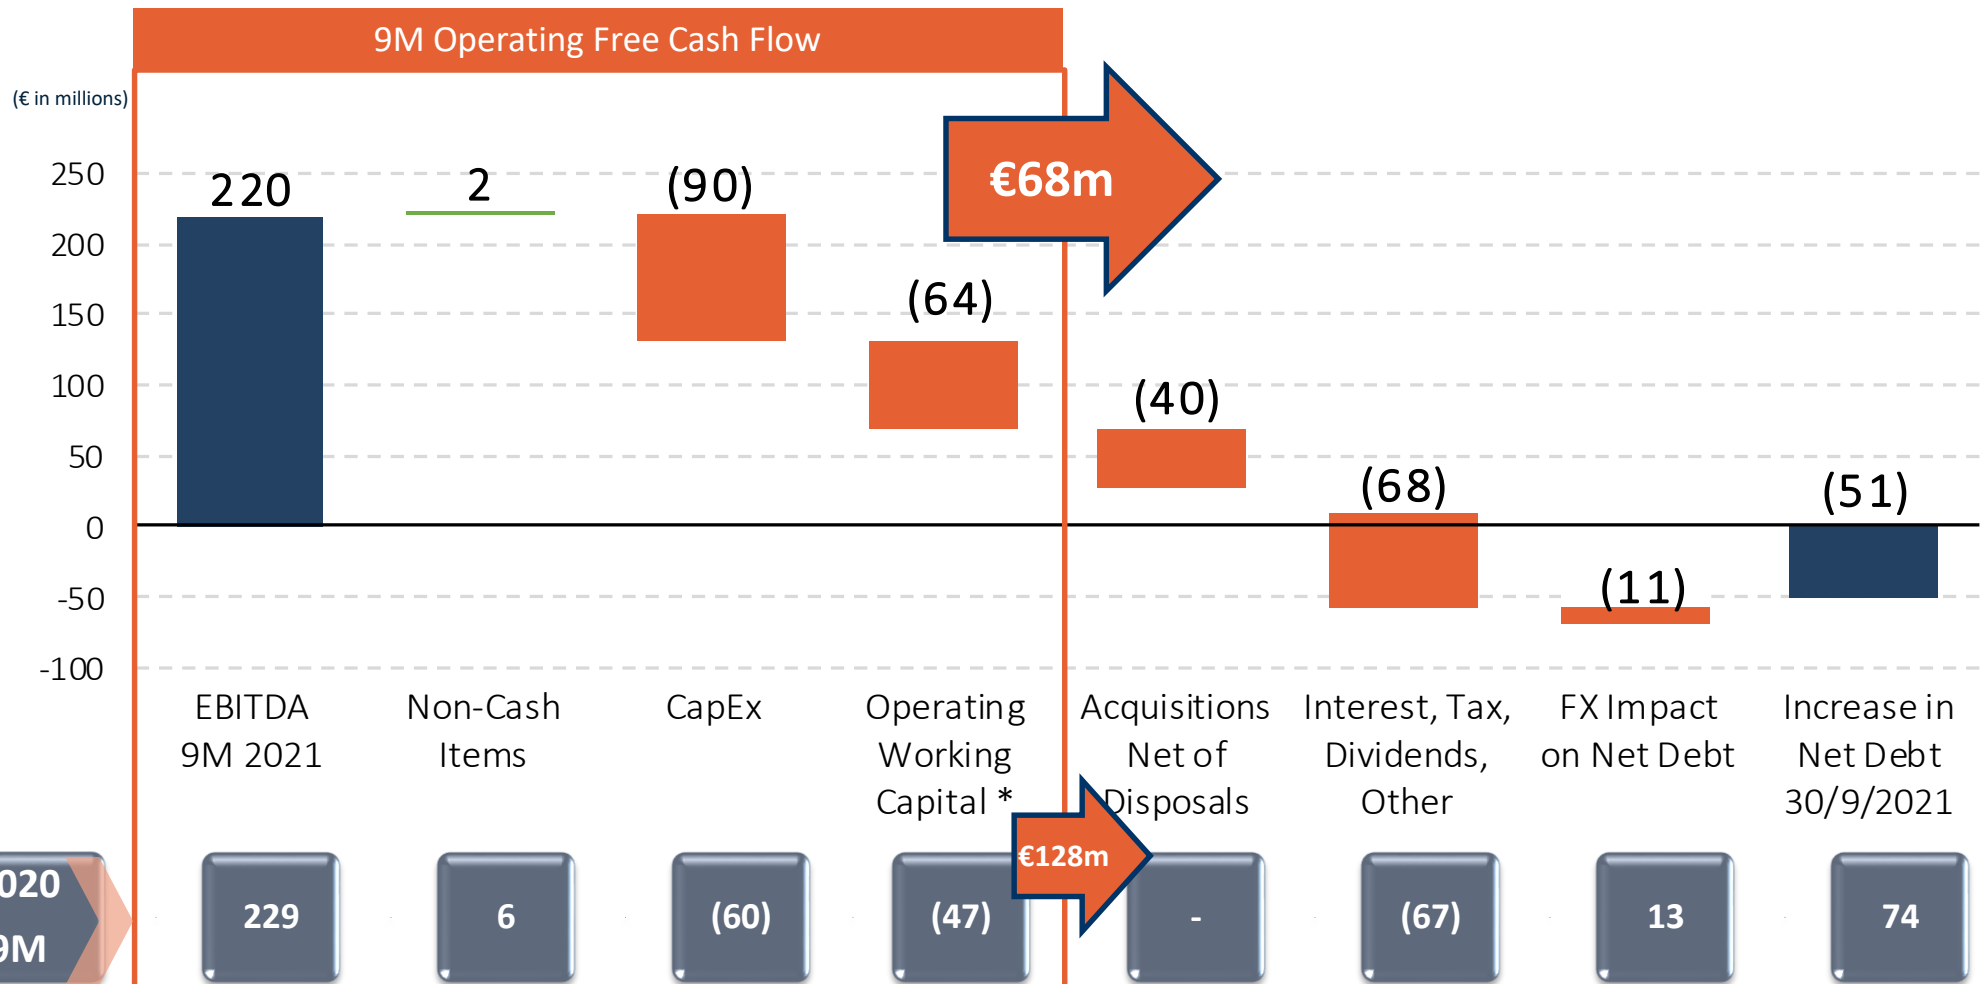 9M Operating Free Cash Flow
(€ in millions)
€68m
250
200
150
100
50
0
-50
-100
220
2
(90)
(64)
(40)
(68)
(11)
(51)
EBITDA
9M 2021
Non-Cash
Items
CapEx
Operating
Working
Capital *
Acquisitions
Net of
Disposals
Interest, Tax,
Dividends,
Other
FX Impact
on Net Debt
Increase in
Net Debt
30/9/2021
€128m
020
9M
229
6
(60)
(47)
-
(67)
13
74